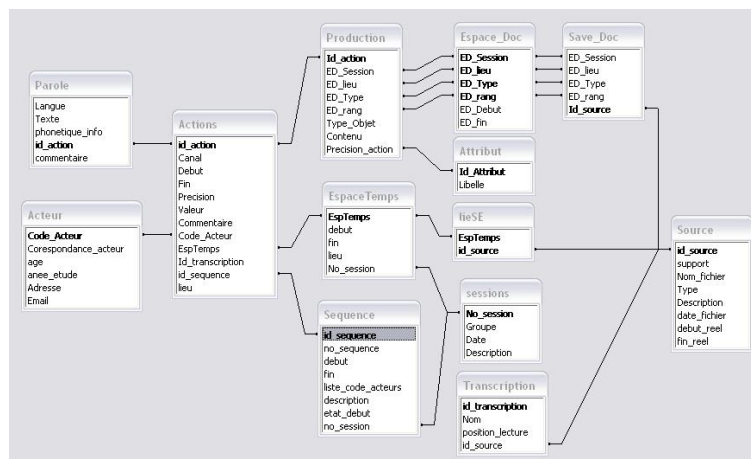 Parole
Langue
Texte
phonetique_info
id_action
commentaire
Acteur
Code_Acteur
Corespondance_acteur
age
anee_etude
Adresse
Email
Actions
id_action
Canal
Debut
Fin
Precision
Valeur
Commentaire
Code_Acteur
EspTemps
Id_transcription
id_sequence
lieu
Production
Id_action
ED_Session
ED_lieu
ED_Type
ED_rang
Type_Objet
Contenu
Precision_action
EspaceTemps
EspTemps
debut
fin
lieu
No_session
Sequence
id_sequence
no_sequence
debut
fin
liste_code_acteurs
description
etat_debut
no_session
Espace_Doc
ED_Session
ED_lieu
ED_Type
ED_rang
ED_Debut
ED_fin
Attribut
Id_Attribut
Libelle
lieSE
EspTemps
id_source
sessions
No_session
Groupe
Date
Description
Transcription
id_transcription
Nom
position_lecture
id_source
Save_Doc
ED_Session
ED_lieu
ED_Type
ED_rang
Id_source
Source
id_source
support
Nom_fichier
Type
Description
date_fichier
debut_reel
fin_reel